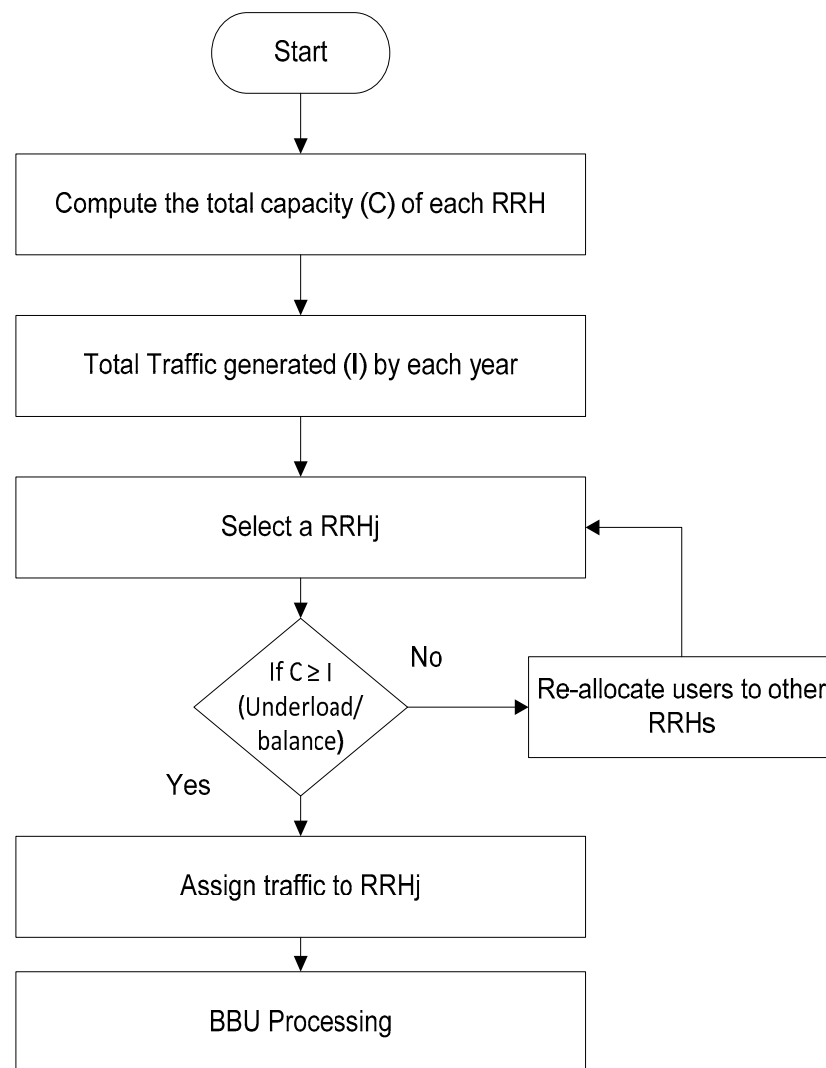 Start
Compute the total capacity (C) of each RRH
Total Traffic generated (I) by each year
Select a RRHj
If C ≥ I
(Underload/
balance)
No
Re-allocate users to other
RRHs
Yes
Assign traffic to RRHj
BBU Processing